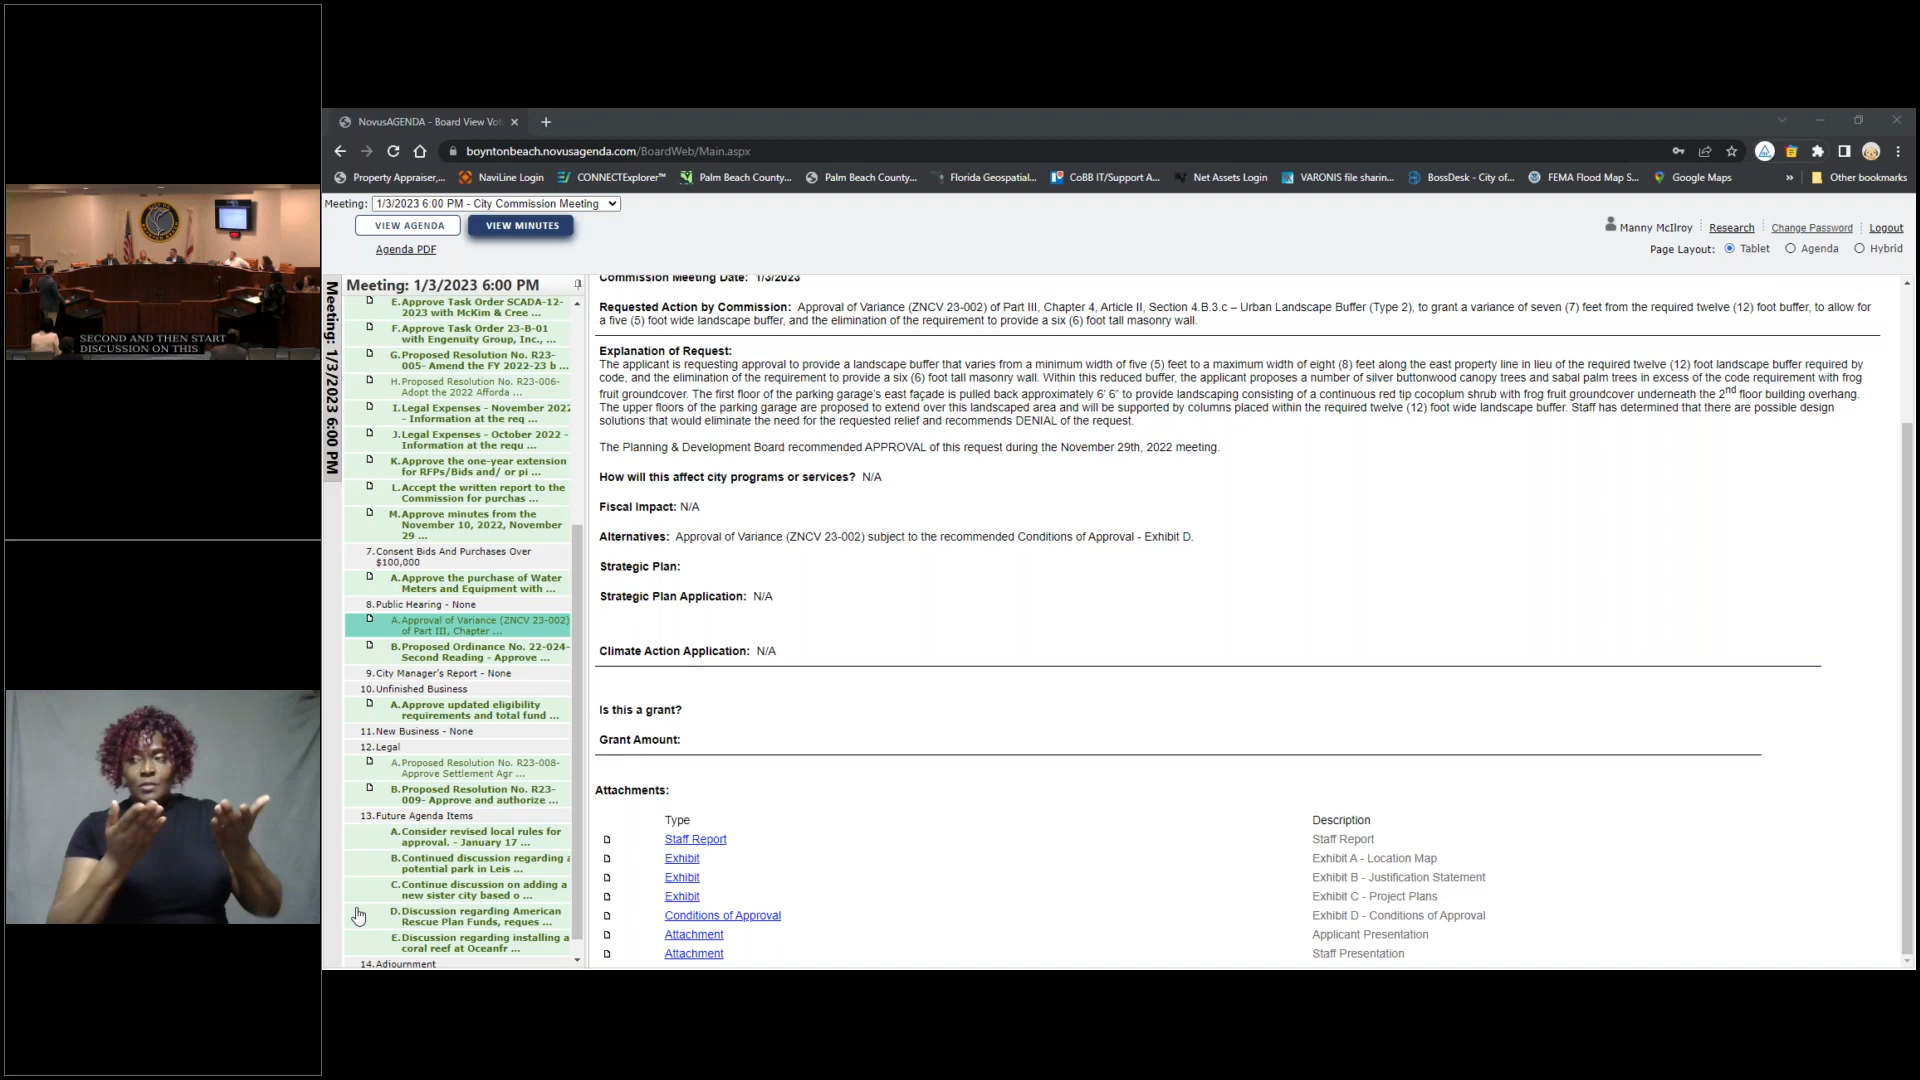 SECOND AND THEN START
DISCUSSION ON THIS
NovusAGENDA - Board View Vot
boyntonbeach.novusagenda.com/BoardWeb/Main.aspx
Property Appraiser,...
NaviLine Login
CONNECTExplorer™
Palm Beach County...
Palm Beach County...
Florida Geospatial...
CoBB IT/Support A...
Net Assets Login
VARONIS file sharin...
BossDesk - City of...
FEMA Flood Map S...
Google Maps
»
Other bookmarks
Meeting: 1/3/2023 6:00 PM - City Commission Meeting
VIEW AGENDA
VIEW MINUTES
Agenda PDF
Manny McIlroy
Research
Change Password
Logout
Page Layout: Tablet Agenda Hybrid
Meeting: 1/3/2023 6:00 PM
Meeting: 1/3/2023 6:00 PM
E.Approve Task Order SCADA-12-
2023 with McKim & Cree ...
F.Approve Task Order 23-B-01
with Engenuity Group, Inc., ...
G.Proposed Resolution No. R23-
005- Amend the FY 2022-23 b ...
H.Proposed Resolution No. R23-006-
Adopt the 2022 Afforda ...
I.Legal Expenses - November 2022
- Information at the req ...
J.Legal Expenses - October 2022 -
Information at the requ ...
K.Approve the one-year extension
for RFPs/Bids and/ or pi ...
L.Accept the written report to the
Commission for purchas ...
M.Approve minutes from the
November 10, 2022, November
29 ...
7.Consent Bids And Purchases Over
$100,000
A.Approve the purchase of Water
Meters and Equipment with ...
8.Public Hearing - None
A.Approval of Variance (ZNCV 23-002)
of Part III, Chapter ...
B.Proposed Ordinance No. 22-024-
Second Reading - Approve ...
9.City Manager's Report - None
10.Unfinished Business
A.Approve updated eligibility
requirements and total fund ...
11.New Business - None
12.Legal
A.Proposed Resolution No. R23-008-
Approve Settlement Agr ...
B.Proposed Resolution No. R23-
009- Approve and authorize ...
13.Future Agenda Items
A.Consider revised local rules for
approval. - January 17 ...
B.Continued discussion regarding a
potential park in Leis ...
C.Continue discussion on adding a
new sister city based o ...
D.Discussion regarding American
Rescue Plan Funds, reques ...
E.Discussion regarding installing a
coral reef at Oceanfr ...
14.Adjournment
Commission Meeting Date: 1/3/2023
Requested Action by Commission: Approval of Variance (ZNCV 23-002) of Part III, Chapter 4, Article II, Section 4.B.3.c – Urban Landscape Buffer (Type 2), to grant a variance of seven (7) feet from the required twelve (12) foot buffer, to allow for
a five (5) foot wide landscape buffer, and the elimination of the requirement to provide a six (6) foot tall masonry wall.
Explanation of Request:
The applicant is requesting approval to provide a landscape buffer that varies from a minimum width of five (5) feet to a maximum width of eight (8) feet along the east property line in lieu of the required twelve (12) foot landscape buffer required by
code, and the elimination of the requirement to provide a six (6) foot tall masonry wall. Within this reduced buffer, the applicant proposes a number of silver buttonwood canopy trees and sabal palm trees in excess of the code requirement with frog
fruit groundcover. The first floor of the parking garage's east façade is pulled back approximately 6' 6" to provide landscaping consisting of a continuous red tip cocoplum shrub with frog fruit groundcover underneath the 2nd floor building overhang.
The upper floors of the parking garage are proposed to extend over this landscaped area and will be supported by columns placed within the required twelve (12) foot wide landscape buffer. Staff has determined that there are possible design
solutions that would eliminate the need for the requested relief and recommends DENIAL of the request.
The Planning & Development Board recommended APPROVAL of this request during the November 29th, 2022 meeting.
How will this affect city programs or services? N/A
Fiscal Impact: N/A
Alternatives: Approval of Variance (ZNCV 23-002) subject to the recommended Conditions of Approval - Exhibit D.
Strategic Plan:
Strategic Plan Application: N/A
Climate Action Application: N/A
Is this a grant?
Grant Amount:
Attachments:
Type Description
Staff Report Staff Report
Exhibit Exhibit A - Location Map
Exhibit Exhibit B - Justification Statement
Exhibit Exhibit C - Project Plans
Conditions of Approval Exhibit D - Conditions of Approval
Attachment Applicant Presentation
Attachment Staff Presentation